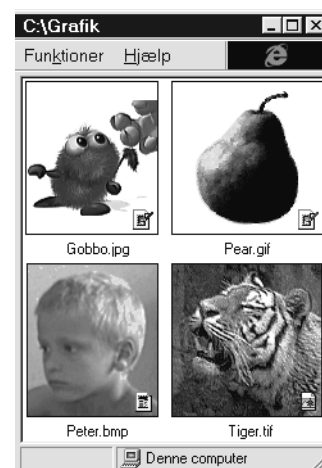 C:\Grafik
Funktioner Hjælp
Gobbo.jpg Pear.gif
Peter.bmp Tiger.tif
Denne computer